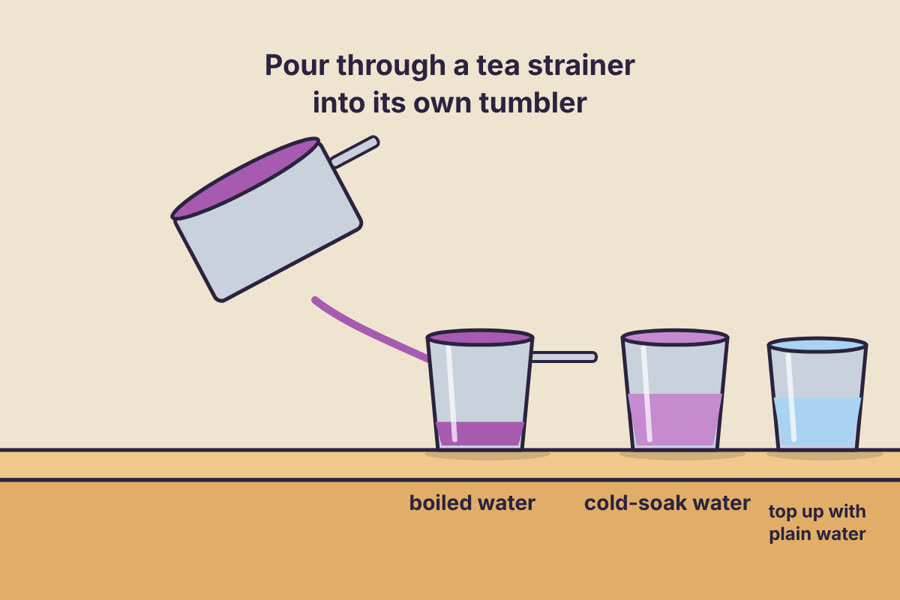 Pour through a tea strainer
into its own tumbler
boiled water
cold-soak water
top up with
plain water